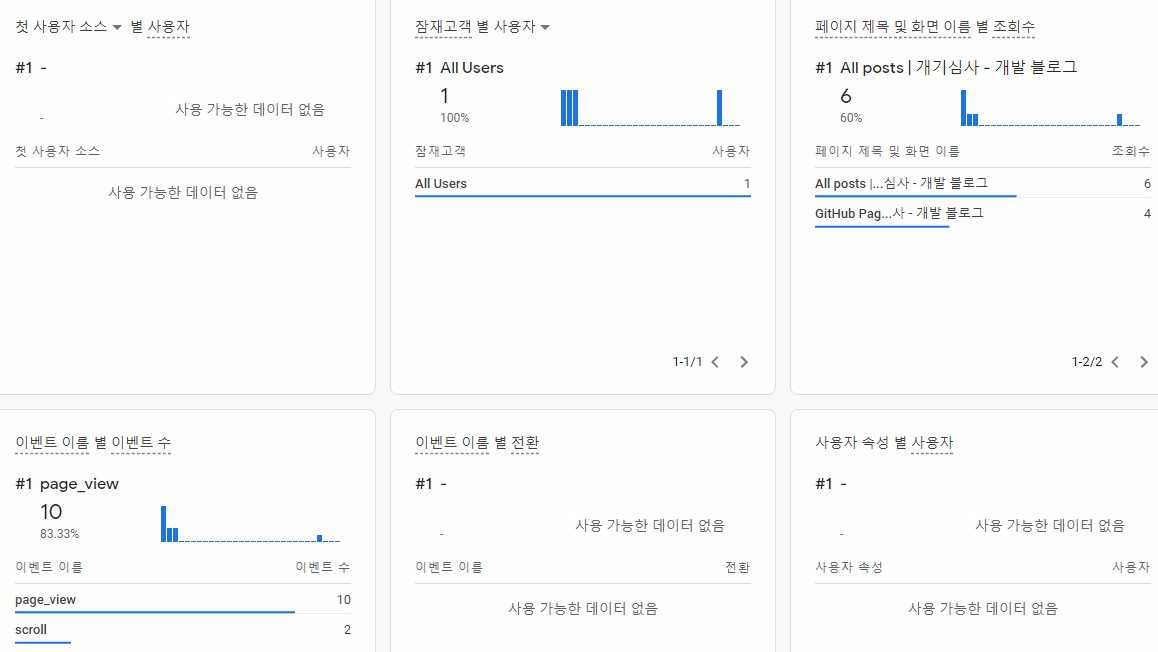 첫 사용자 소스 별 사용자
#1 -
-
사용 가능한 데이터 없음
첫 사용자 소스 사용자
사용 가능한 데이터 없음
잠재고객 별 사용자
#1 All Users
1
100%
잠재고객 사용자
All Users 1
1-1/1
페이지 제목 및 화면 이름 별 조회수
#1 All posts | 개기심사 - 개발 블로그
6
60%
페이지 제목 및 화면 이름 조회수
All posts |...심사 - 개발 블로그 6
GitHub Pag...사 - 개발 블로그 4
1-2/2
이벤트 이름 별 이벤트 수
#1 page_view
10
83.33%
이벤트 이름 이벤트 수
page_view 10
scroll 2
이벤트 이름 별 전환
#1 -
-
사용 가능한 데이터 없음
이벤트 이름 전환
사용 가능한 데이터 없음
사용자 속성 별 사용자
#1 -
-
사용 가능한 데이터 없음
사용자 속성 사용자
사용 가능한 데이터 없음